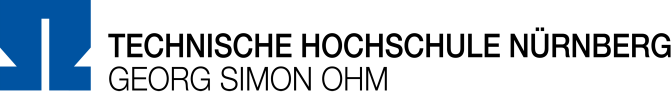 TECHNISCHE HOCHSCHULE NÜRNBERG
GEORG SIMON OHM